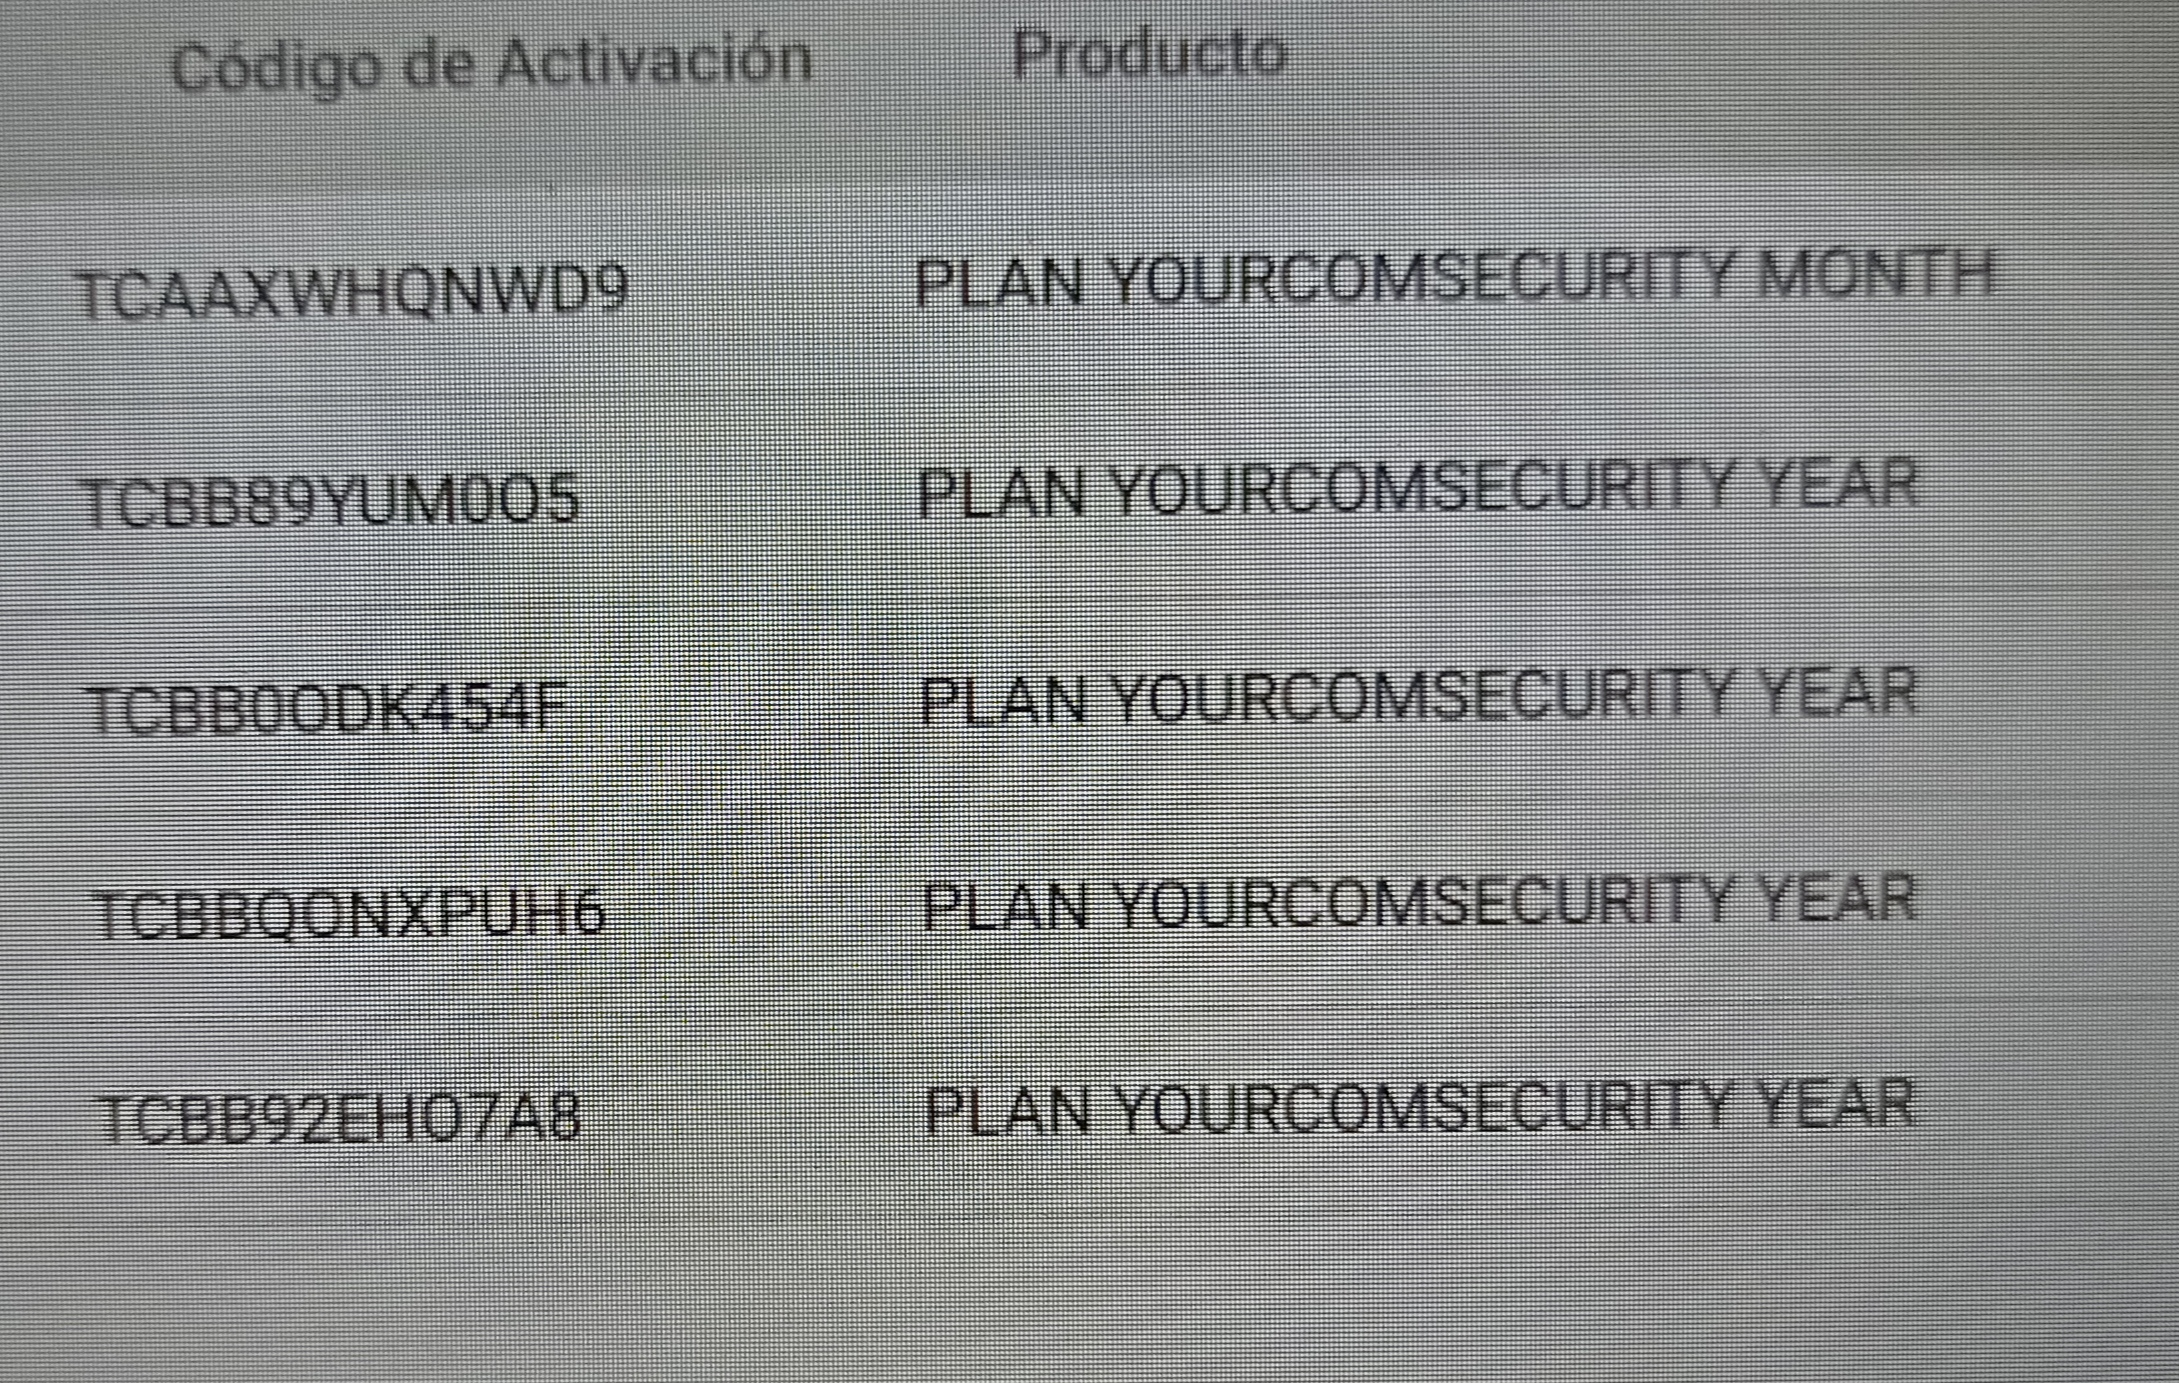 Código de Activación Producto
TCAAXWHQNWD9 PLAN YOURCOMSECURITY MONTH
TCBB89YUM0O5 PLAN YOURCOMSECURITY YEAR
TCBB0ODK454F PLAN YOURCOMSECURITY YEAR
TCBBQONXPUH6 PLAN YOURCOMSECURITY YEAR
TCBB92EHO7A8 PLAN YOURCOMSECURITY YEAR